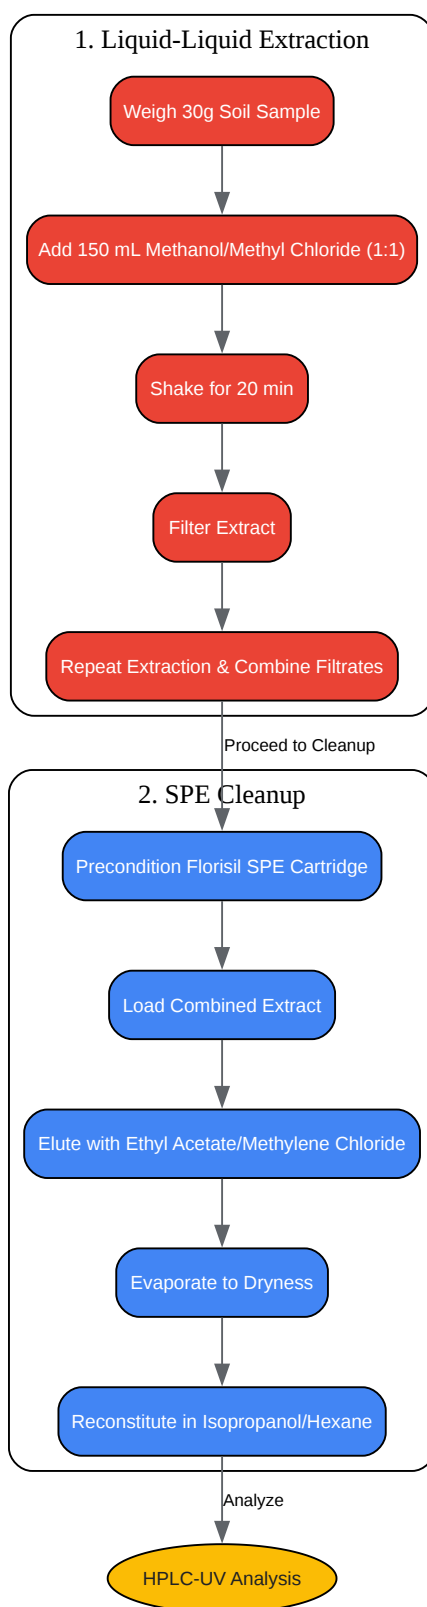 1. Liquid-Liquid Extraction
Weigh 30g Soil Sample
Add 150 mL Methanol/Methyl Chloride (1:1)
Shake for 20 min
Filter Extract
Repeat Extraction & Combine Filtrates
Proceed to Cleanup
2. SPE Cleanup
Precondition Florisil SPE Cartridge
Load Combined Extract
Elute with Ethyl Acetate/Methylene Chloride
Evaporate to Dryness
Reconstitute in Isopropanol/Hexane
Analyze
HPLC-UV Analysis